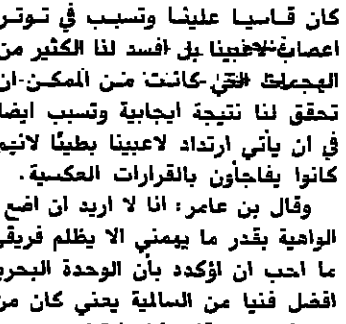 كان قاسيا علينا وتسبب في توتر
اعصاب لاعبينا بل افسد لنا الكثير من
الهجمات التي كانت من الممكن ان
تحقق لنا نتيجة ايجابية وتسبب ايضا
في ان يأتي ارتداد لاعبينا بطيئا لانهم
كانوا يفاجأون بالقرارات العكسية.
وقال بن عامر: انا لا اريد ان اضع
الواهية بقدر ما يهمني الا يظلم فريقي
ما احب ان اؤكدد بأن الوحدة البحرو
افضل فنيا من السالمية يعني كان من